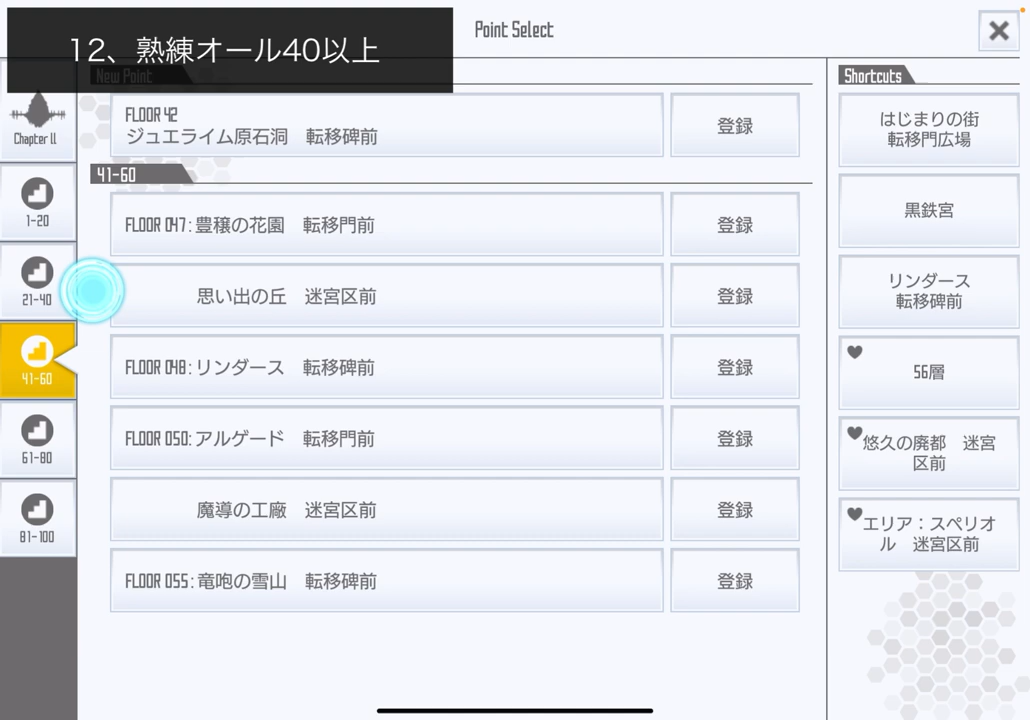 12、熟練オール40以上
Point Select
New Point
FLOOR 42
ジュエライム原石洞　転移碑前
登録
41-60
FLOOR 047: 豊穣の花園　転移門前
登録
思い出の丘　迷宮区前
登録
FLOOR 048: リンダース　転移碑前
登録
FLOOR 050: アルゲード　転移門前
登録
魔導の工廠　迷宮区前
登録
FLOOR 055: 竜咆の雪山　転移碑前
登録
Chapter 11
1-20
21-40
41-60
61-80
81-100
Shortcuts
はじまりの街
転移門広場
黒鉄宮
リンダース
転移碑前
56層
悠久の廃都　迷宮
区前
エリア：スペリオ
ル　迷宮区前